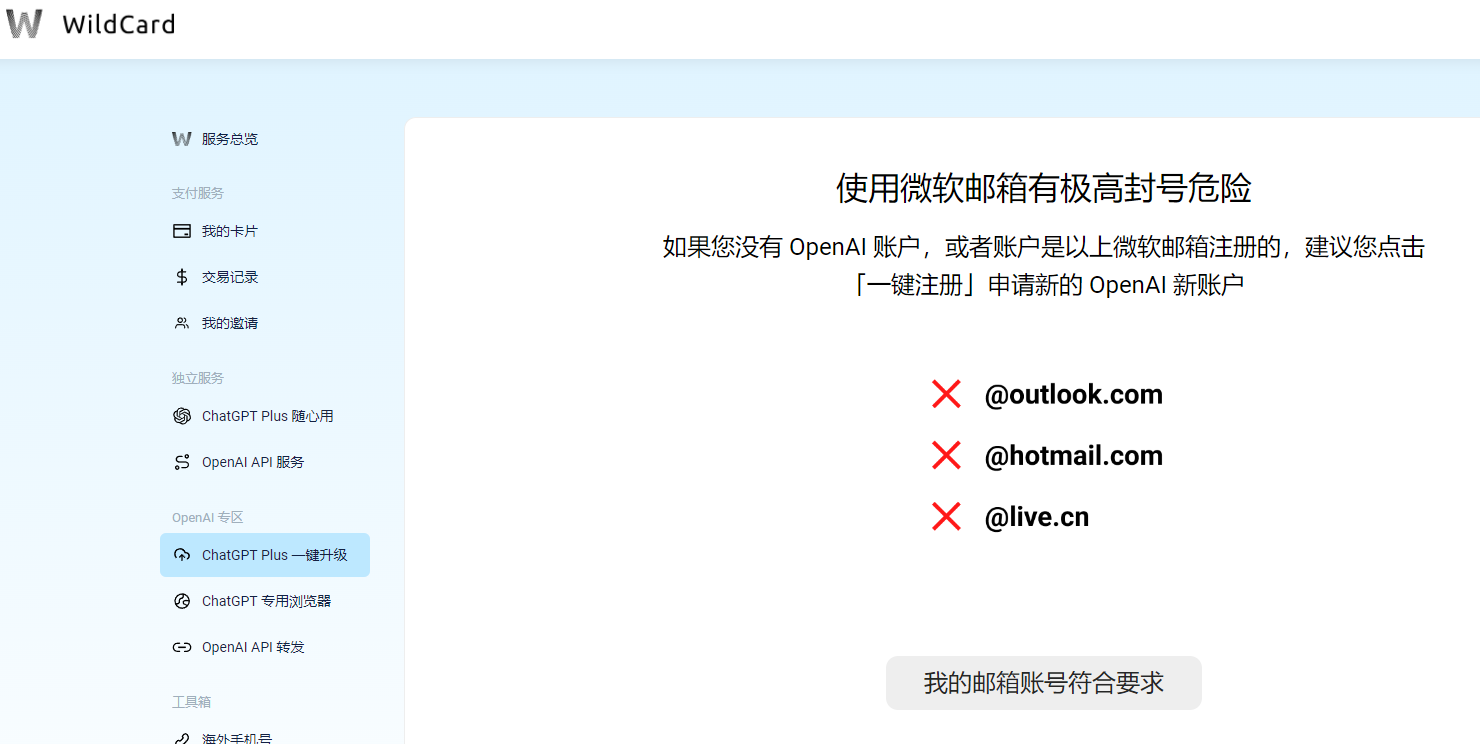 WildCard
服务总览
支付服务
我的卡片
交易记录
我的邀请
独立服务
ChatGPT Plus 随心用
OpenAI API 服务
OpenAI 专区
ChatGPT Plus 一键升级
ChatGPT 专用浏览器
OpenAI API 转发
工具箱
海外手机号
使用微软邮箱有极高封号危险
如果您没有 OpenAI 账户，或者账户是以上微软邮箱注册的，建议您点击
「一键注册」申请新的 OpenAI 新账户
@outlook.com
@hotmail.com
@live.cn
我的邮箱账号符合要求